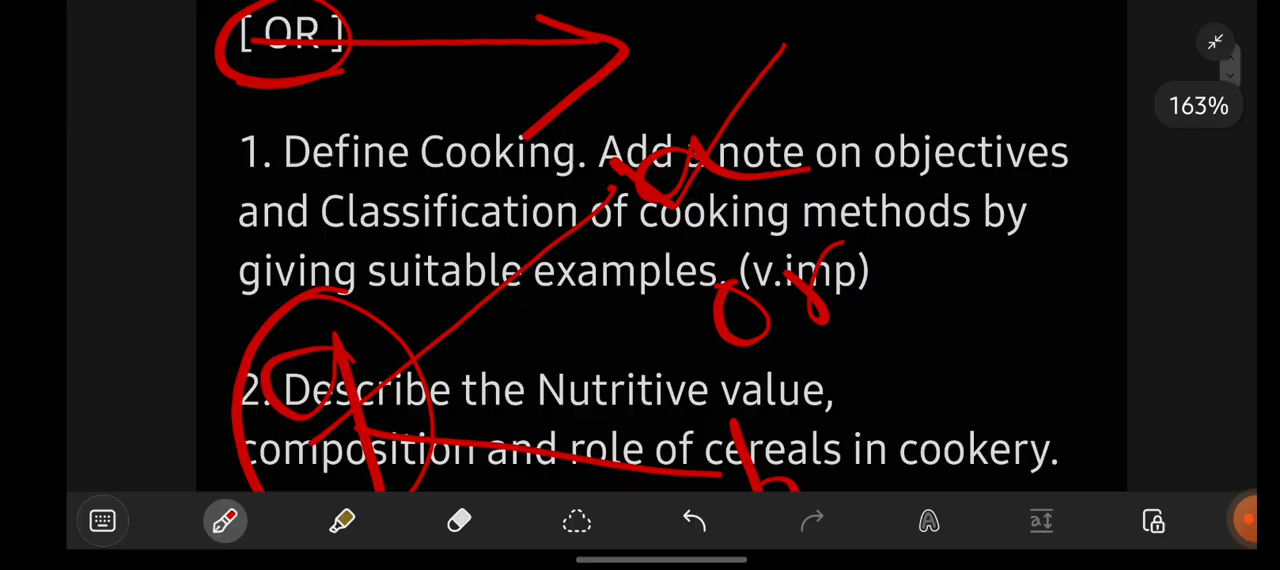 [ OR ]
163%
1. Define Cooking. Add a note on objectives
and Classification of cooking methods by
giving suitable examples. (v.imp)
or
2. Describe the Nutritive value,
composition and role of cereals in cookery.
b